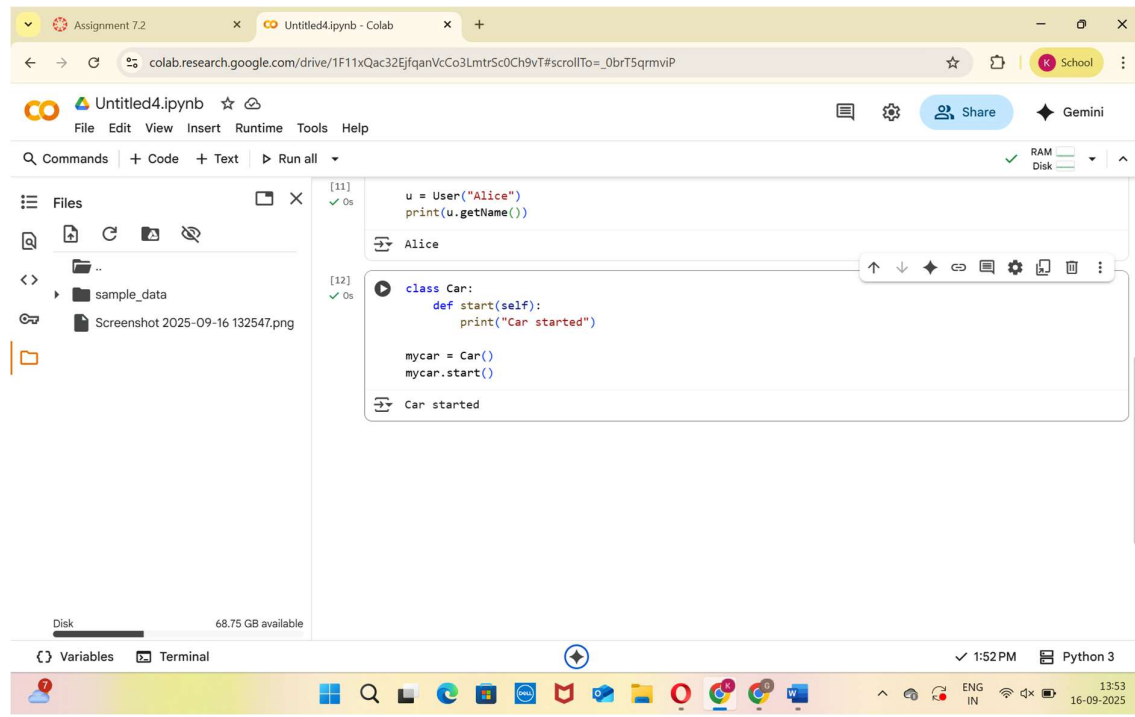 Assignment 7.2
Untitled4.ipynb - Colab
colab.research.google.com/drive/1F11xQac32EjfqanVcCo3LmtrSc0Ch9vT#scrollTo=_0brT5qrmviP
K School
Untitled4.ipynb
Share
Gemini
File Edit View Insert Runtime Tools Help
Commands + Code + Text Run all
RAM
Disk
Files
..
sample_data
Screenshot 2025-09-16 132547.png
Disk 68.75 GB available
[11]
0s
u = User("Alice")
print(u.getName())
Alice
[12]
0s
class Car:
    def start(self):
        print("Car started")
mycar = Car()
mycar.start()
Car started
Variables Terminal
1:52 PM Python 3
7
DELL
K
G
ENG
IN
13:53
16-09-2025